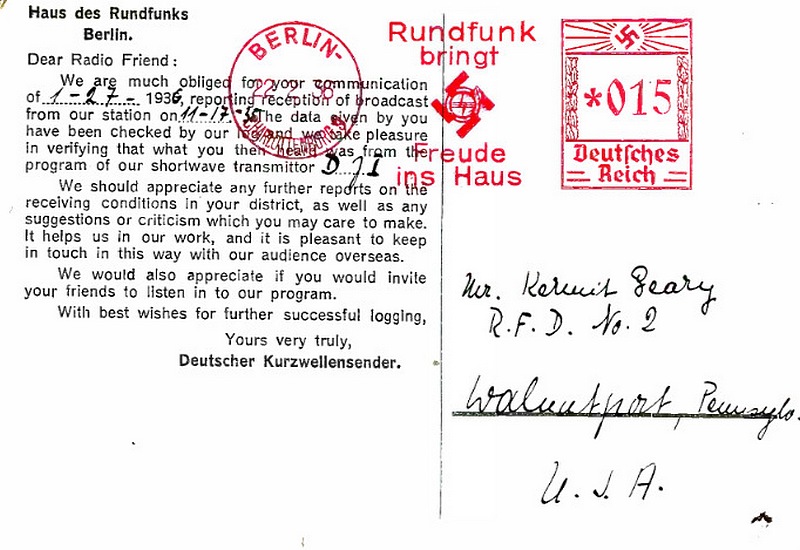 Haus des Rundfunks
Berlin.
Dear Radio Friend:
We are much obliged for your communication
of 1-27- 1936, reporting reception of broadcast
from our station on 11-17-35 The data given by you
have been checked by our log and we take pleasure
in verifying that what you then heard was from the
program of our shortwave transmittor D J I
We should appreciate any further reports on the
receiving conditions in your district, as well as any
suggestions or criticism which you may care to make.
It helps us in our work, and it is pleasant to keep
in touch in this way with our audience overseas.
We would also appreciate if you would invite
your friends to listen in to our program.
With best wishes for further successful logging,
Yours very truly,
Deutscher Kurzwellensender.
BERLIN-
22.2.36
CHARLOTTENBURG 9
Rundfunk
bringt
Freude
ins Haus
*015
Deutsches
Reich
Mr. Kermit Geary
R.F.D. No. 2
Walnutport, Pennsylv.
U.S.A.